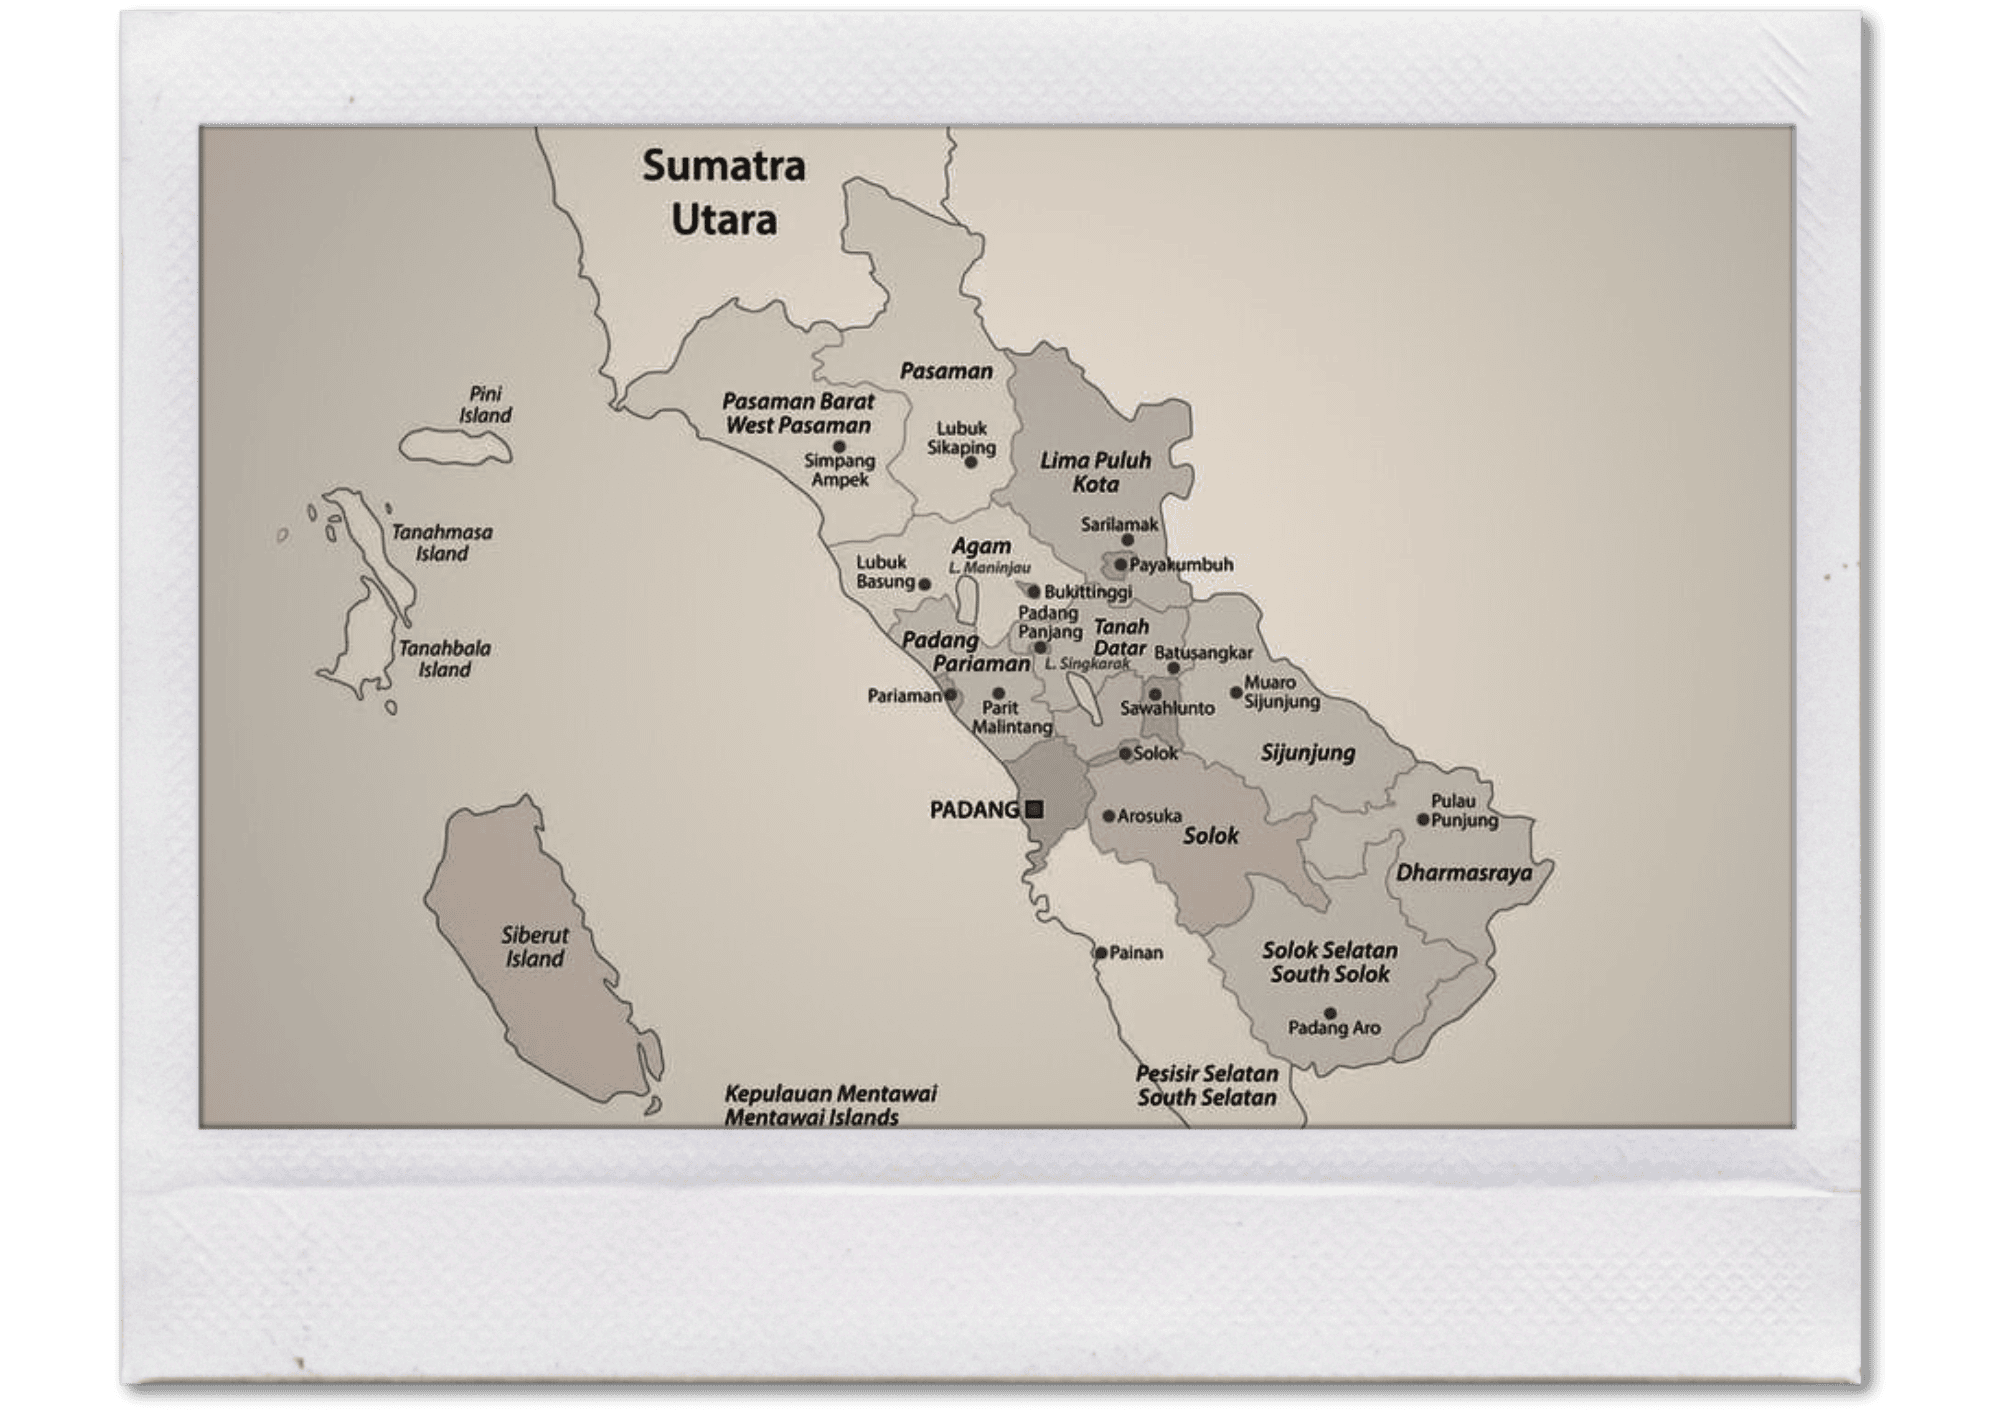 Sumatra
Utara
Pasaman
Pini
Island
Pasaman Barat
West Pasaman
Lubuk
Sikaping
Simpang
Ampek
Lima Puluh
Kota
Tanahmasa
Island
Sarilamak
Agam
L. Maninjau
Lubuk
Basung
Payakumbuh
Bukittinggi
Padang
Panjang
Tanah
Datar
Padang
Pariaman
L. Singkarak
Batusangkar
Tanahbala
Island
Pariaman
Parit
Malintang
Sawahlunto
Muaro
Sijunjung
Solok
Sijunjung
PADANG
Arosuka
Solok
Pulau
Punjung
Dharmasraya
Siberut
Island
Painan
Solok Selatan
South Solok
Padang Aro
Pesisir Selatan
South Selatan
Kepulauan Mentawai
Mentawai Islands